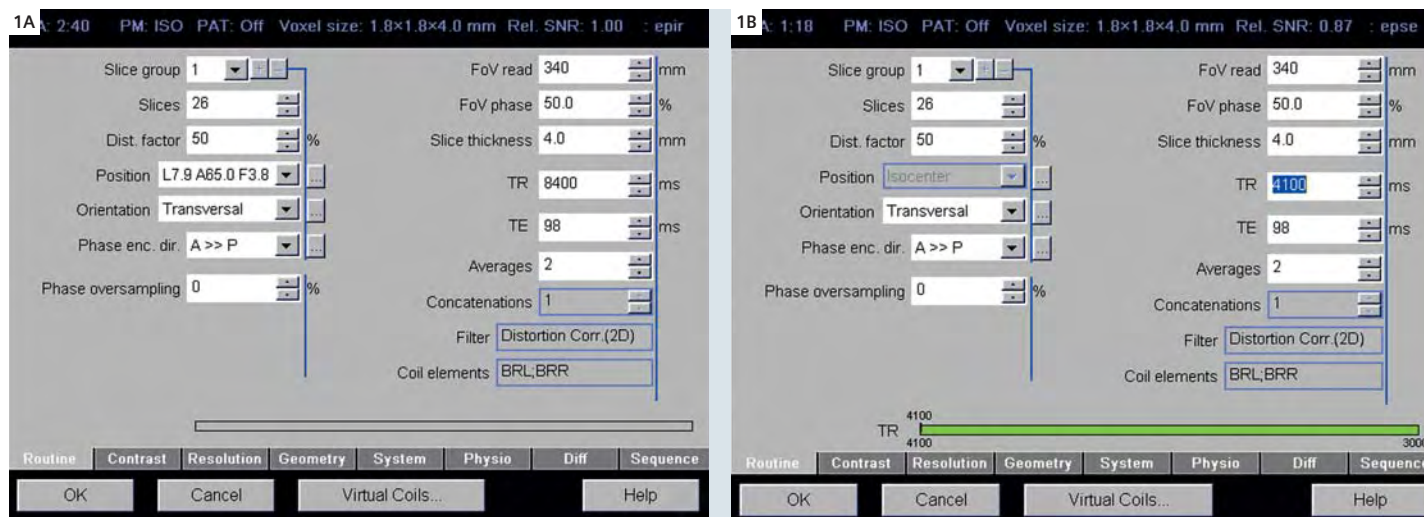 1A
A: 2:40 PM: ISO PAT: Off Voxel size: 1.8×1.8×4.0 mm Rel. SNR: 1.00 : epir
Slice group 1
Slices 26
Dist. factor 50 %
Position L7.9 A65.0 F3.8 ...
Orientation Transversal ...
Phase enc. dir. A >> P ...
Phase oversampling 0 %
FoV read 340 mm
FoV phase 50.0 %
Slice thickness 4.0 mm
TR 8400 ms
TE 98 ms
Averages 2
Concatenations 1
Filter Distortion Corr.(2D)
Coil elements BRL;BRR
Routine Contrast Resolution Geometry System Physio Diff Sequence
OK Cancel Virtual Coils... Help
1B
A: 1:18 PM: ISO PAT: Off Voxel size: 1.8×1.8×4.0 mm Rel. SNR: 0.87 : epse
Slice group 1
Slices 26
Dist. factor 50 %
Position Isocenter ...
Orientation Transversal ...
Phase enc. dir. A >> P ...
Phase oversampling 0 %
FoV read 340 mm
FoV phase 50.0 %
Slice thickness 4.0 mm
TR 4100 ms
TE 98 ms
Averages 2
Concatenations 1
Filter Distortion Corr.(2D)
Coil elements BRL;BRR
4100
TR
4100 3000
Routine Contrast Resolution Geometry System Physio Diff Sequence
OK Cancel Virtual Coils... Help